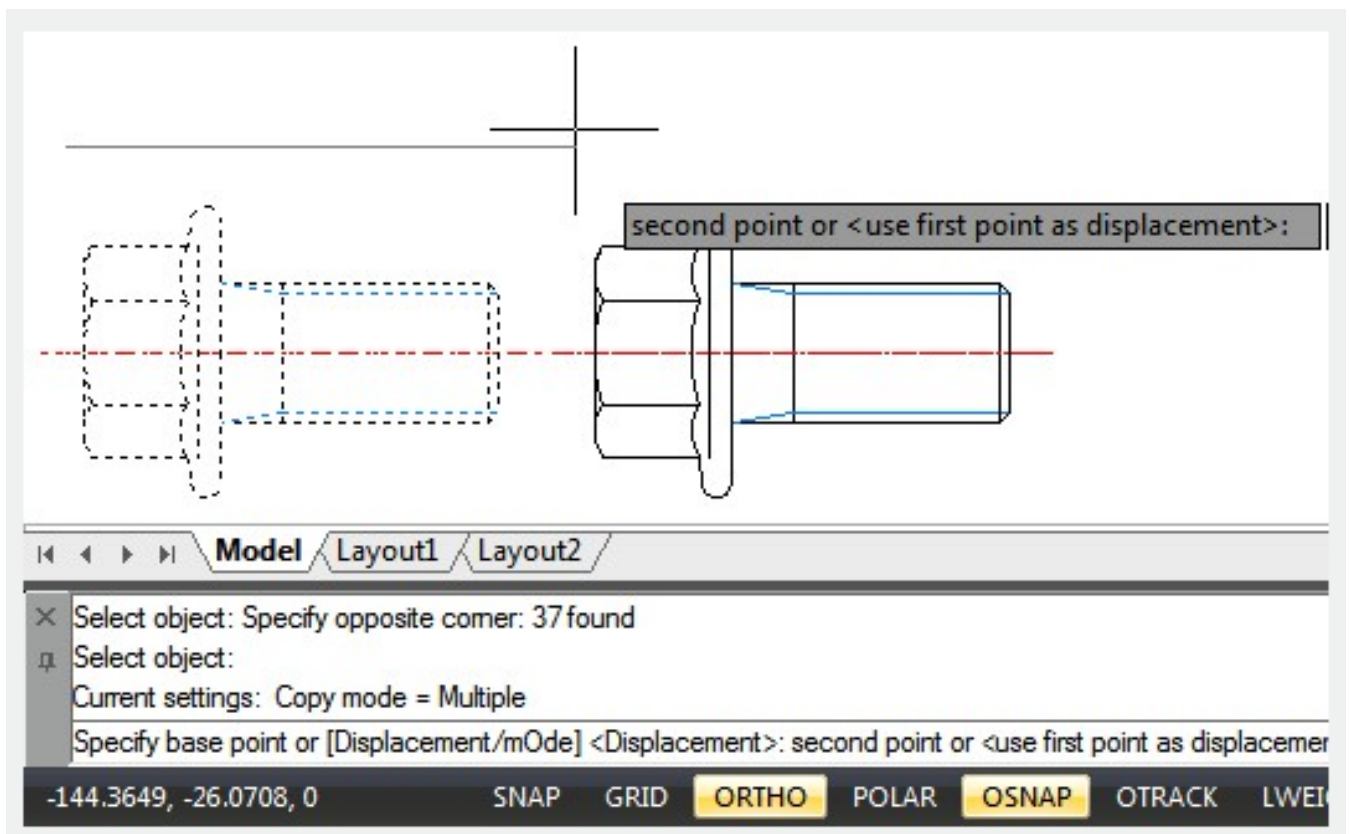 second point or <use first point as displacement>:
Model Layout1 Layout2
Select object: Specify opposite corner: 37 found
Select object:
Current settings: Copy mode = Multiple
Specify base point or [Displacement/mOde] <Displacement>: second point or <use first point as displacemen
-144.3649, -26.0708, 0 SNAP GRID ORTHO POLAR OSNAP OTRACK LWEI